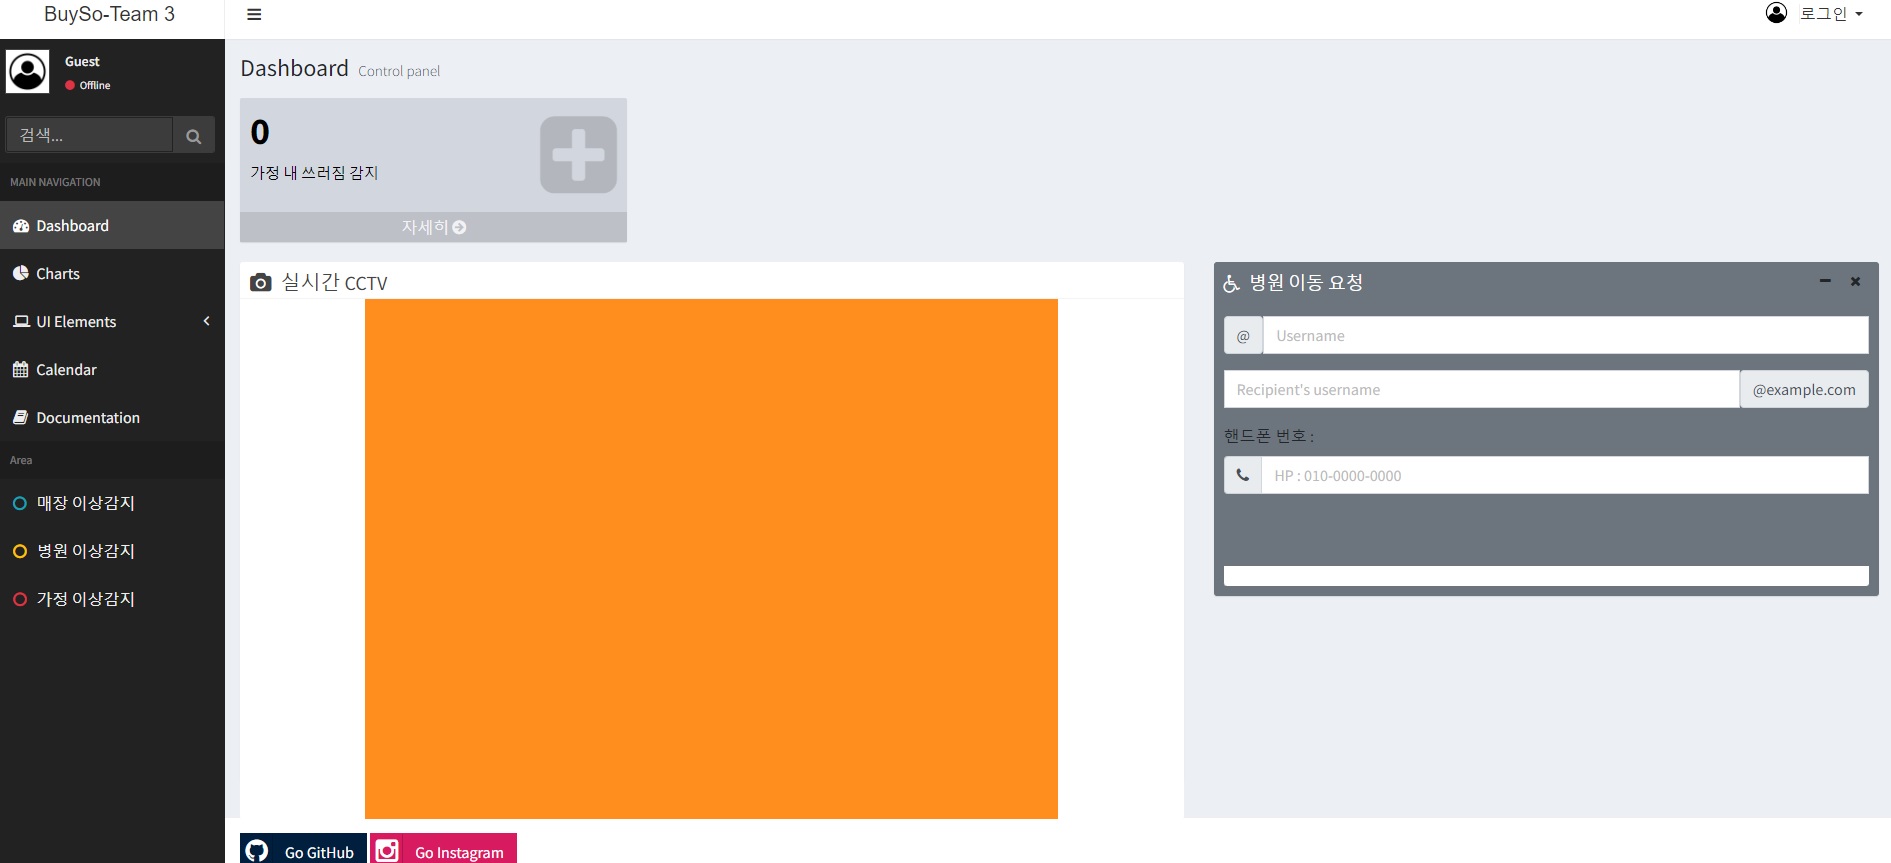 BuySo-Team 3
로그인
Guest
Offline
검색...
MAIN NAVIGATION
Dashboard
Charts
UI Elements
Calendar
Documentation
Area
매장 이상감지
병원 이상감지
가정 이상감지
Dashboard Control panel
0
가정 내 쓰러짐 감지
자세히
실시간 CCTV
병원 이동 요청
@ Username
Recipient's username @example.com
핸드폰 번호 :
HP : 010-0000-0000
Go GitHub
Go Instagram